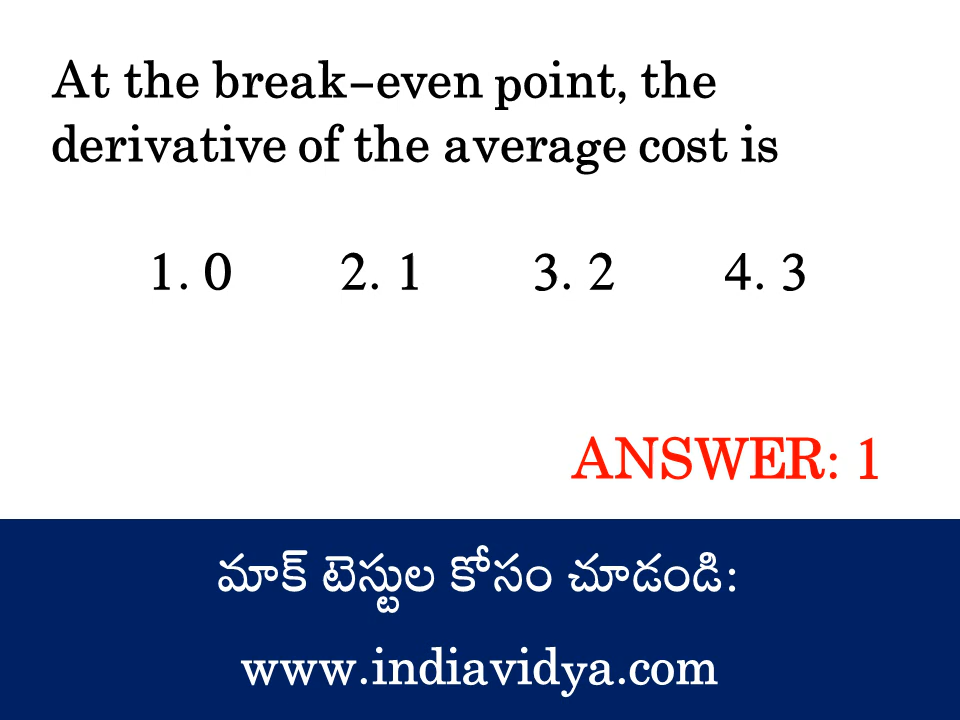 At the break-even point, the
derivative of the average cost is
1. 0 2. 1 3. 2 4. 3
ANSWER: 1
మాక్ టెస్టుల కోసం చూడండి:
www.indiavidya.com